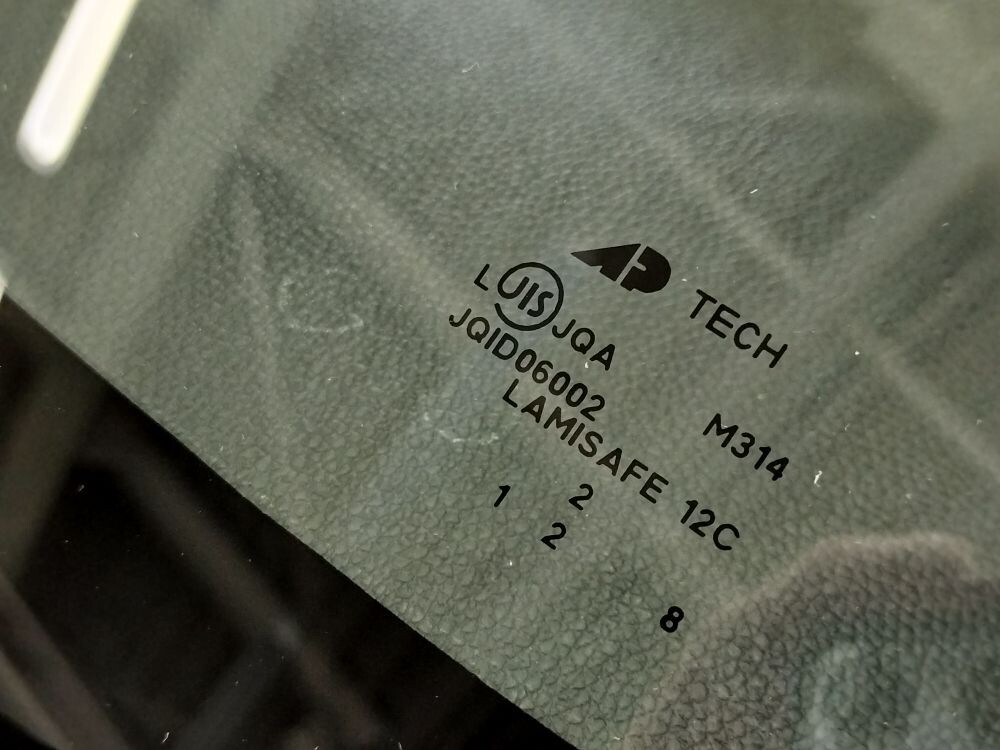 AP TECH
L JIS JQA
JQID06002 M314
LAMISAFE 12C
1 2
2 8